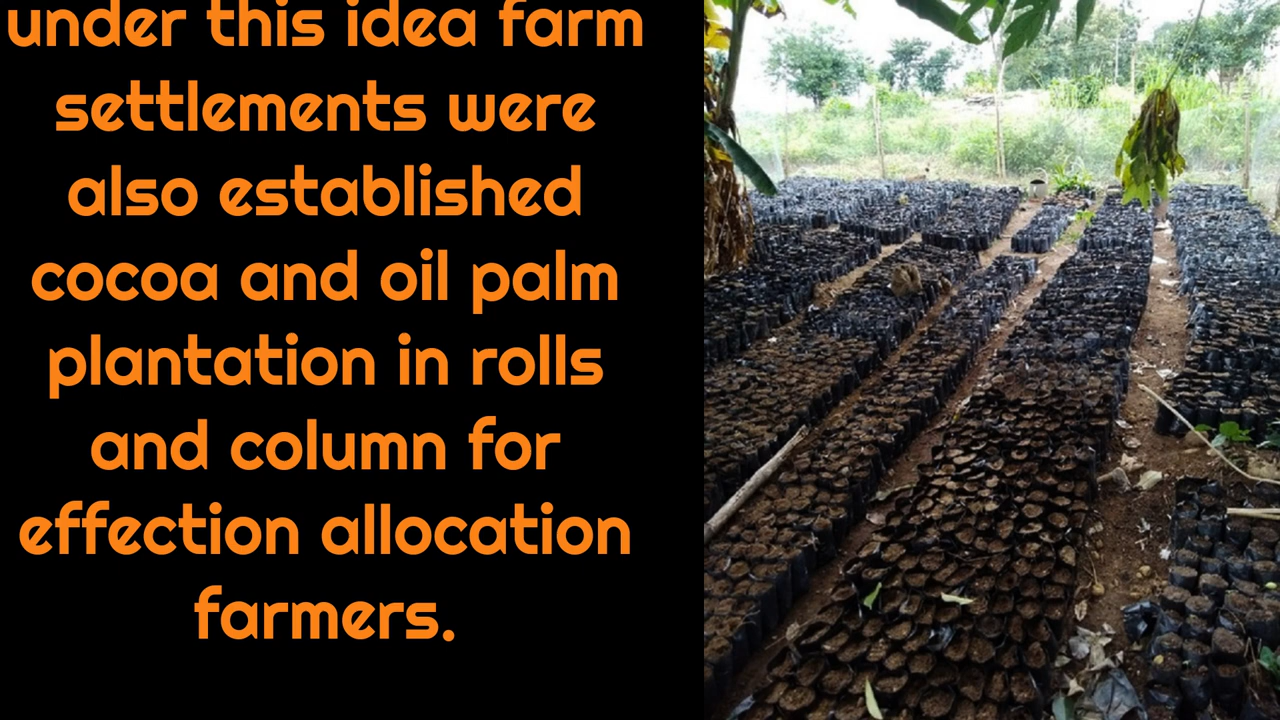 under this idea farm
settlements were
also established
cocoa and oil palm
plantation in rolls
and column for
effection allocation
farmers.